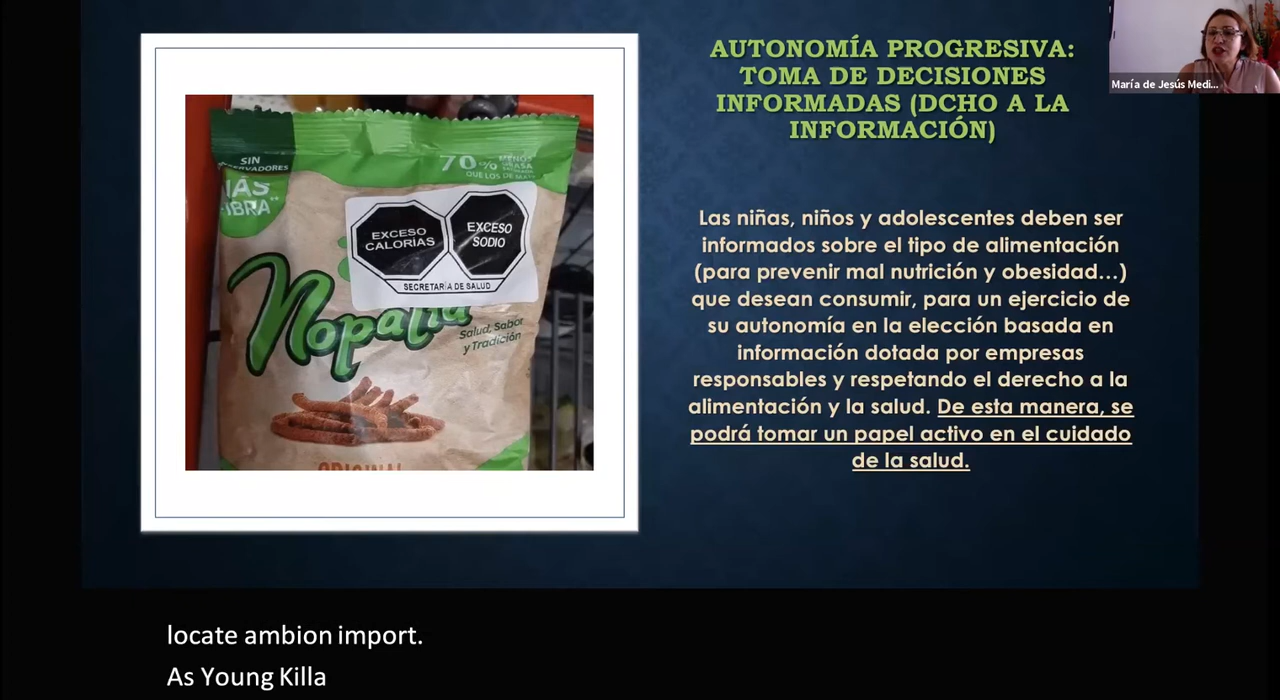 SIN
70% MENOS
QUE LOS DE
EXCESO
CALORÍAS
EXCESO
SODIO
SECRETARÍA DE SALUD
Salud, Sabor
y Tradición
AUTONOMÍA PROGRESIVA:
TOMA DE DECISIONES
INFORMADAS (DCHO A LA
INFORMACIÓN)
María de Jesús Medi...
Las niñas, niños y adolescentes deben ser
informados sobre el tipo de alimentación
(para prevenir mal nutrición y obesidad...)
que desean consumir, para un ejercicio de
su autonomía en la elección basada en
información dotada por empresas
responsables y respetando el derecho a la
alimentación y la salud. De esta manera, se
podrá tomar un papel activo en el cuidado
de la salud.
locate ambion import.
As Young Killa